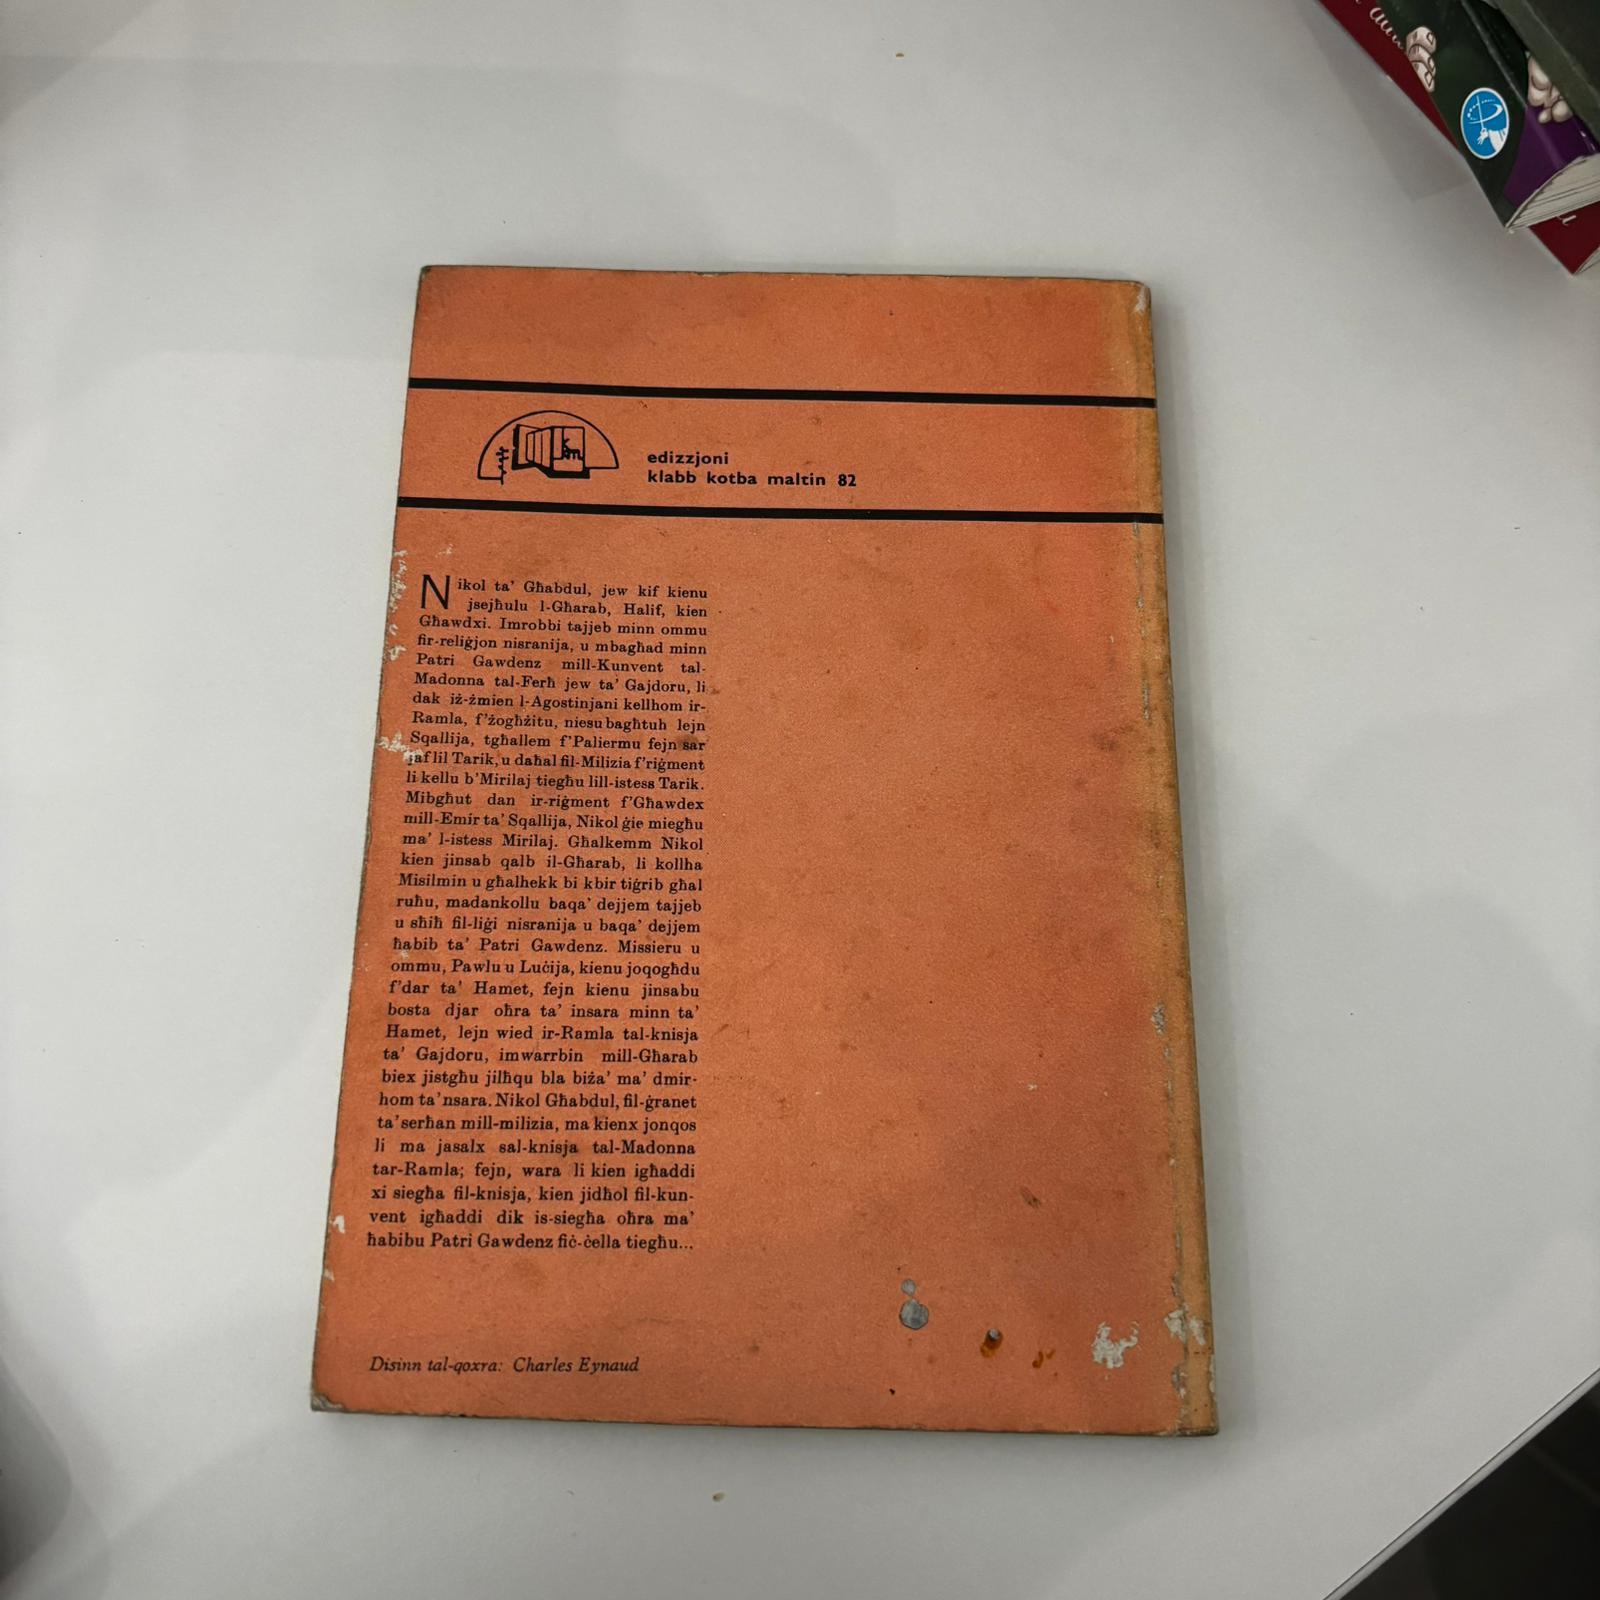 edizzjoni
klabb kotba maltin 82
Nikol ta' Għabdul, jew kif kienu
jsejħulu l-Għarab, Halif, kien
Għawdxi. Imrobbi tajjeb minn ommu
fir-reliġjon nisranija, u mbagħad minn
Patri Gawdenz mill-Kunvent tal-
Madonna tal-Ferħ jew ta' Gajdoru, li
dak iż-żmien l-Agostinjani kellhom ir-
Ramla, f'żogħżitu, niesu bagħtuh lejn
Sqallija, tgħallem f'Paliermu fejn sar
jaf lil Tarik, u daħal fil-Milizia f'riġment
li kellu b'Mirilaj tiegħu lill-istess Tarik.
Mibgħut dan ir-riġment f'Għawdex
mill-Emir ta' Sqallija, Nikol ġie miegħu
ma' l-istess Mirilaj. Għalkemm Nikol
kien jinsab qalb il-Għarab, li kollha
Misilmin u għalhekk bi kbir tiġrib għal
ruħu, madankollu baqa' dejjem tajjeb
u sħiħ fil-liġi nisranija u baqa' dejjem
ħabib ta' Patri Gawdenz. Missieru u
ommu, Pawlu u Luċija, kienu joqogħdu
f'dar ta' Hamet, fejn kienu jinsabu
bosta djar oħra ta' insara minn ta'
Hamet, lejn wied ir-Ramla tal-knisja
ta' Gajdoru, imwarrbin mill-Għarab
biex jistgħu jilħqu bla biża' ma' dmir-
hom ta'nsara. Nikol Għabdul, fil-ġranet
ta'serħan mill-milizia, ma kienx jonqos
li ma jasalx sal-knisja tal-Madonna
tar-Ramla; fejn, wara li kien igħaddi
xi siegħa fil-knisja, kien jidħol fil-kun-
vent igħaddi dik is-siegħa oħra ma'
ħabibu Patri Gawdenz fiċ-ċella tiegħu...
Disinn tal-qoxra: Charles Eynaud